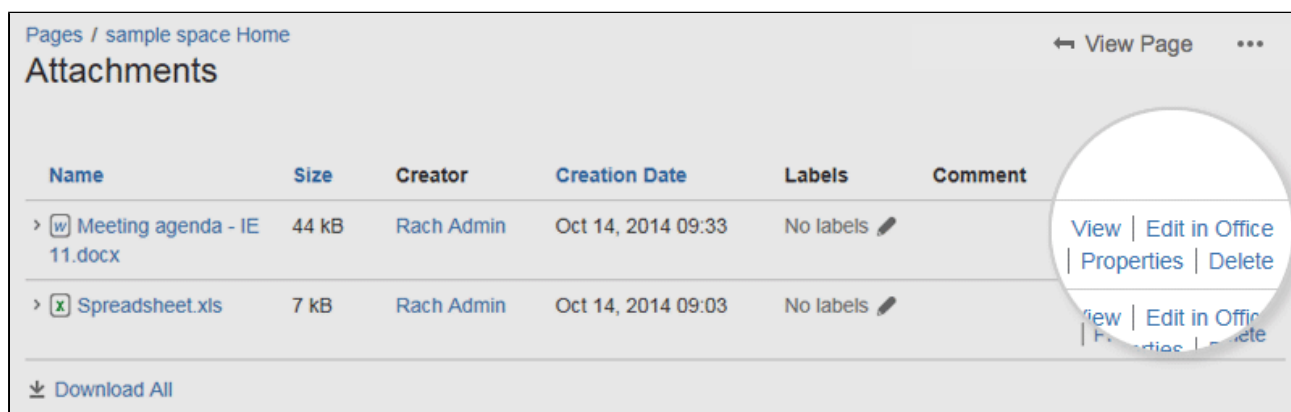 Pages / sample space Home
Attachments
View Page
Name Size Creator Creation Date Labels Comment
Meeting agenda - IE 11.docx 44 kB Rach Admin Oct 14, 2014 09:33 No labels View | Edit in Office
| Properties | Delete
Spreadsheet.xls 7 kB Rach Admin Oct 14, 2014 09:03 No labels Edit in
Download All